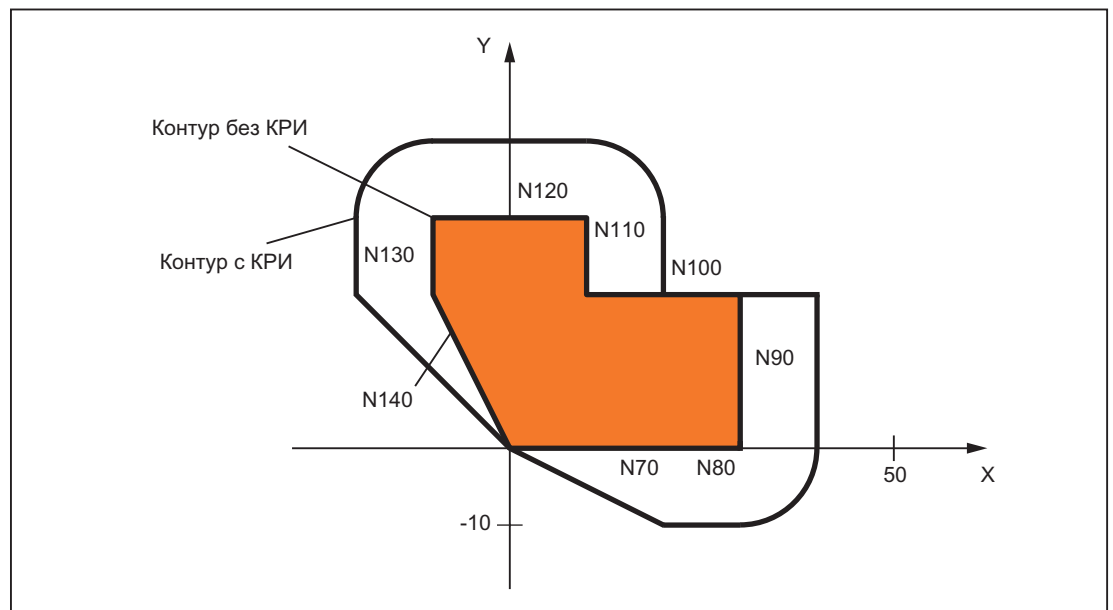 Y
Контур без КРИ
N120
N110
N130
Контур с КРИ
N100
N90
N140
N70
N80
50
X
-10